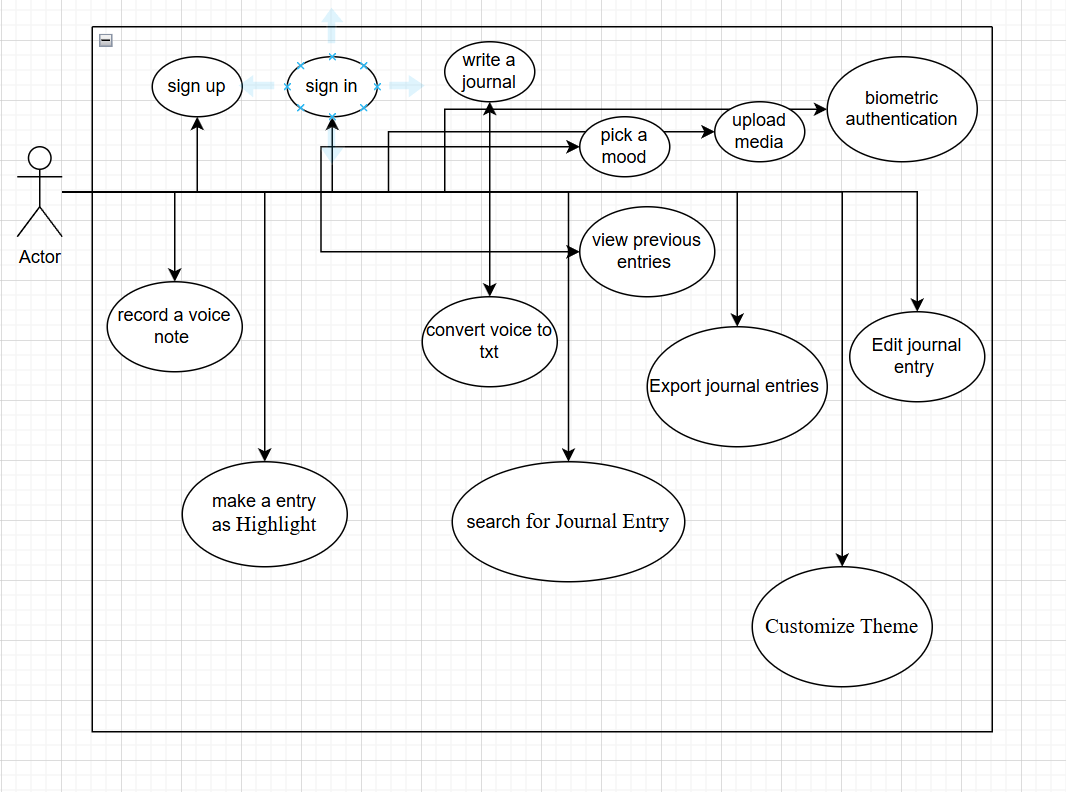 sign up
sign in
write a
journal
biometric
authentication
upload
media
pick a
mood
Actor
view previous
entries
record a voice
note
convert voice to
txt
Export journal entries
Edit journal
entry
make a entry
as Highlight
search for Journal Entry
Customize Theme